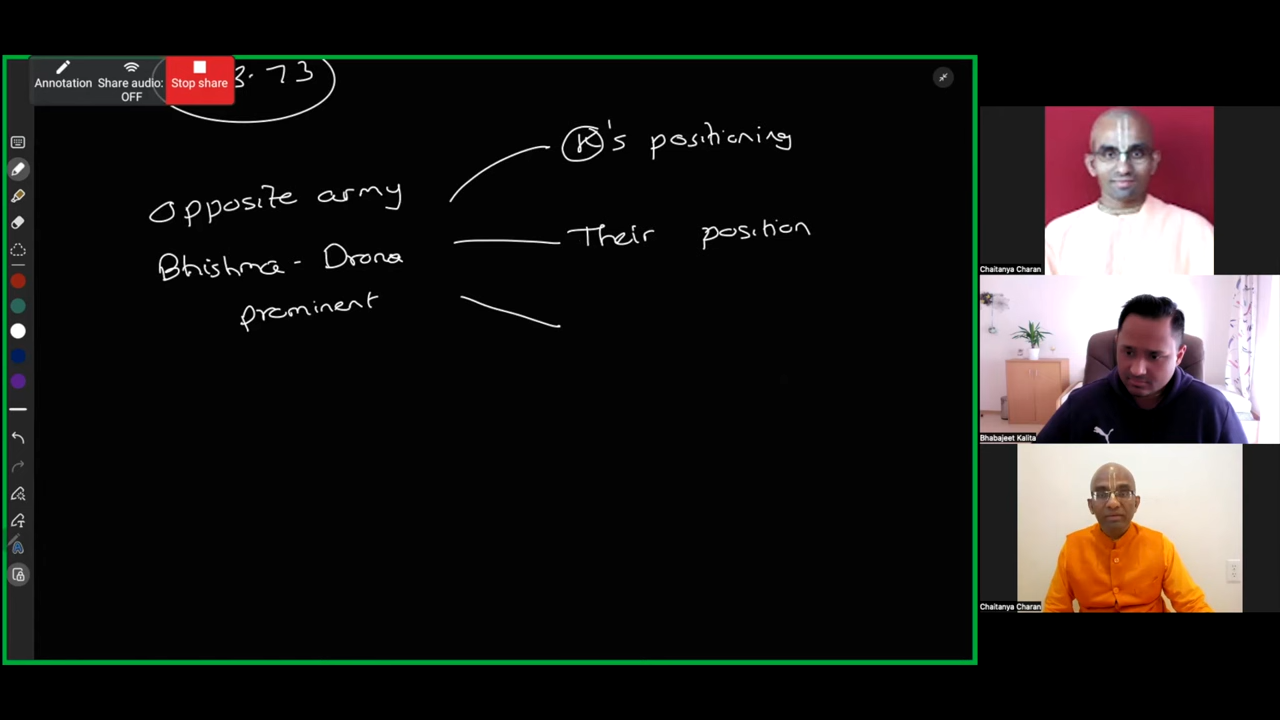 Annotation
Share audio: OFF
Stop share
3.73
K's positioning
Opposite army
Bhishma - Drona
prominent
Their position
Chaitanya Charan
Bhabajeet Kalita
Chaitanya Charan